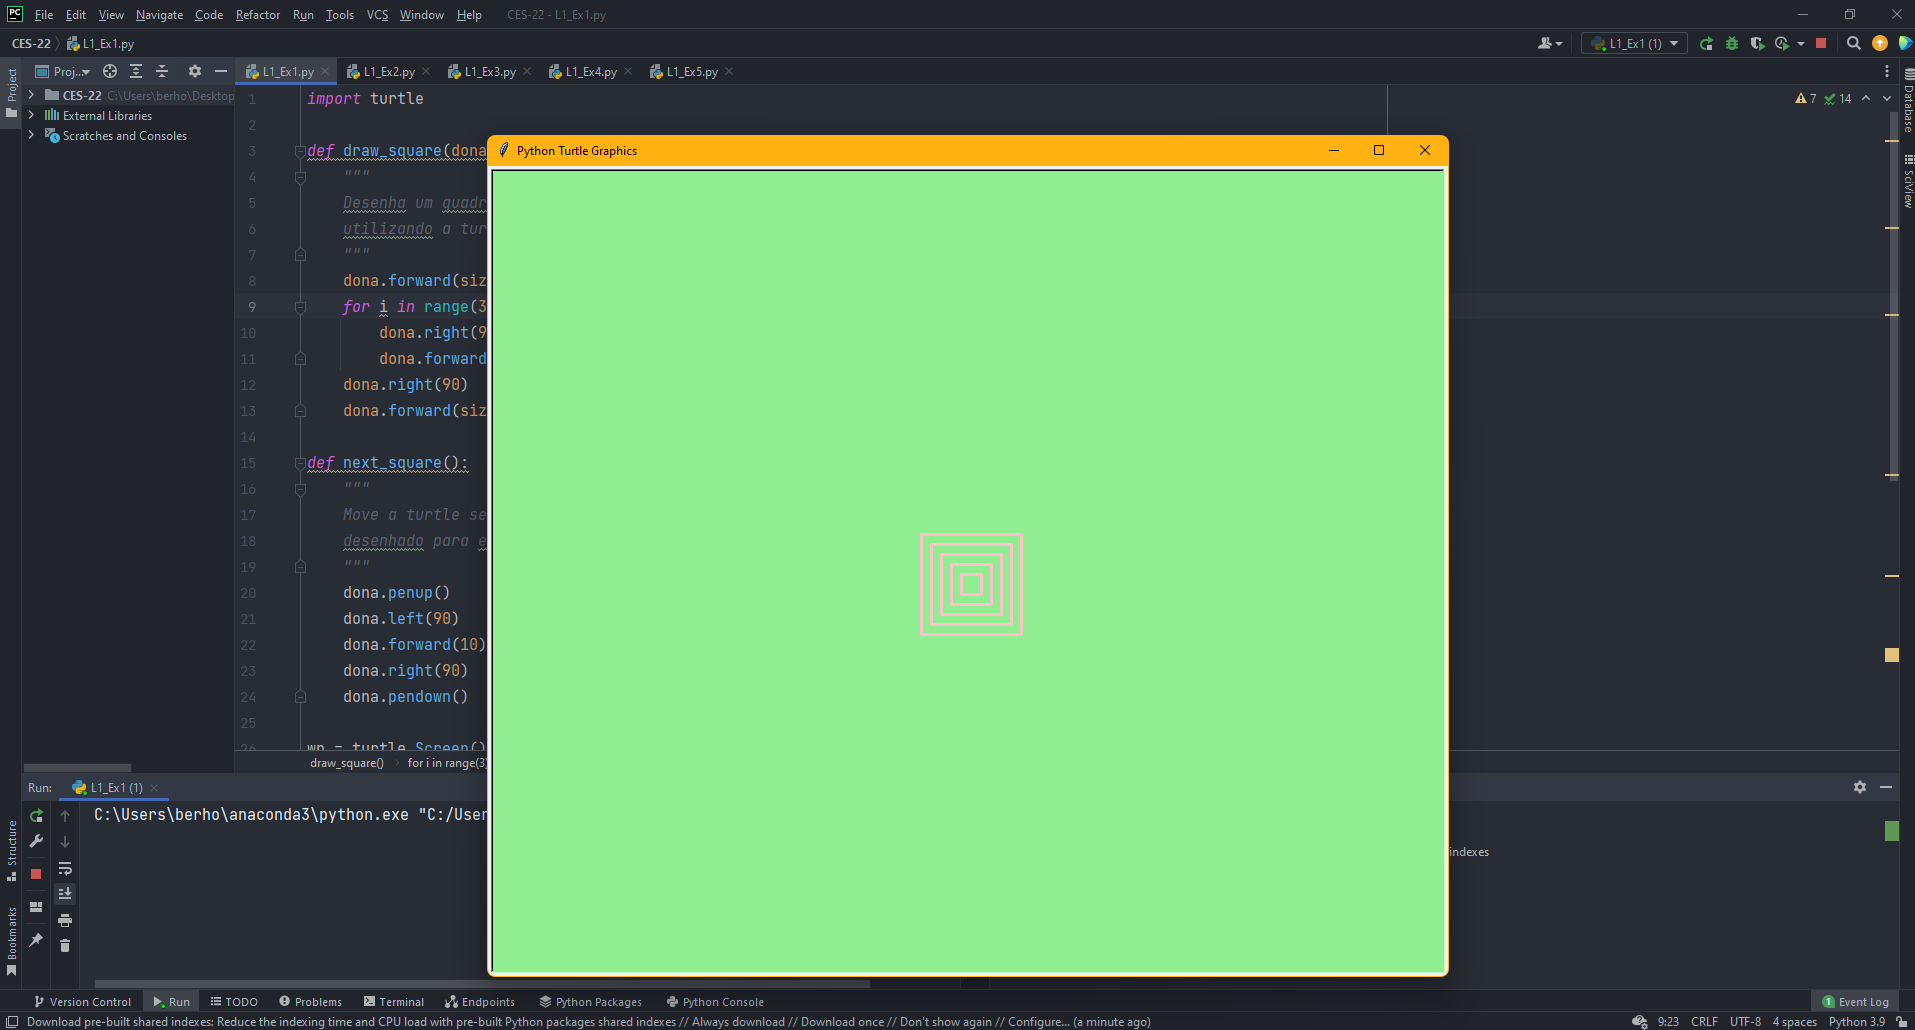 PC File Edit View Navigate Code Refactor Run Tools VCS Window Help CES-22 - L1_Ex1.py
CES-22 L1_Ex1.py L1_Ex1 (1)
Project Proj... L1_Ex1.py L1_Ex2.py L1_Ex3.py L1_Ex4.py L1_Ex5.py
CES-22 C:\Users\berho\Desktop
External Libraries
Scratches and Consoles
7 14
Database
SciView
1 import turtle
2
3 def draw_square(dona
4 """
5 Desenha um quadr
6 utilizando a tur
7 """
8 dona.forward(siz
9 for i in range(3
10 dona.right(9
11 dona.forward
12 dona.right(90)
13 dona.forward(siz
14
15 def next_square():
16 """
17 Move a turtle se
18 desenhado para e
19 """
20 dona.penup()
21 dona.left(90)
22 dona.forward(10)
23 dona.right(90)
24 dona.pendown()
25
26 wn = turtle.Screen()
draw_square() for i in range(3)
Python Turtle Graphics
Run: L1_Ex1 (1)
C:\Users\berho\anaconda3\python.exe "C:/User
indexes
Structure
Bookmarks
Version Control Run TODO Problems Terminal Endpoints Python Packages Python Console 1 Event Log
Download pre-built shared indexes: Reduce the indexing time and CPU load with pre-built Python packages shared indexes // Always download // Download once // Don't show again // Configure... (a minute ago) 9:23 CRLF UTF-8 4 spaces Python 3.9